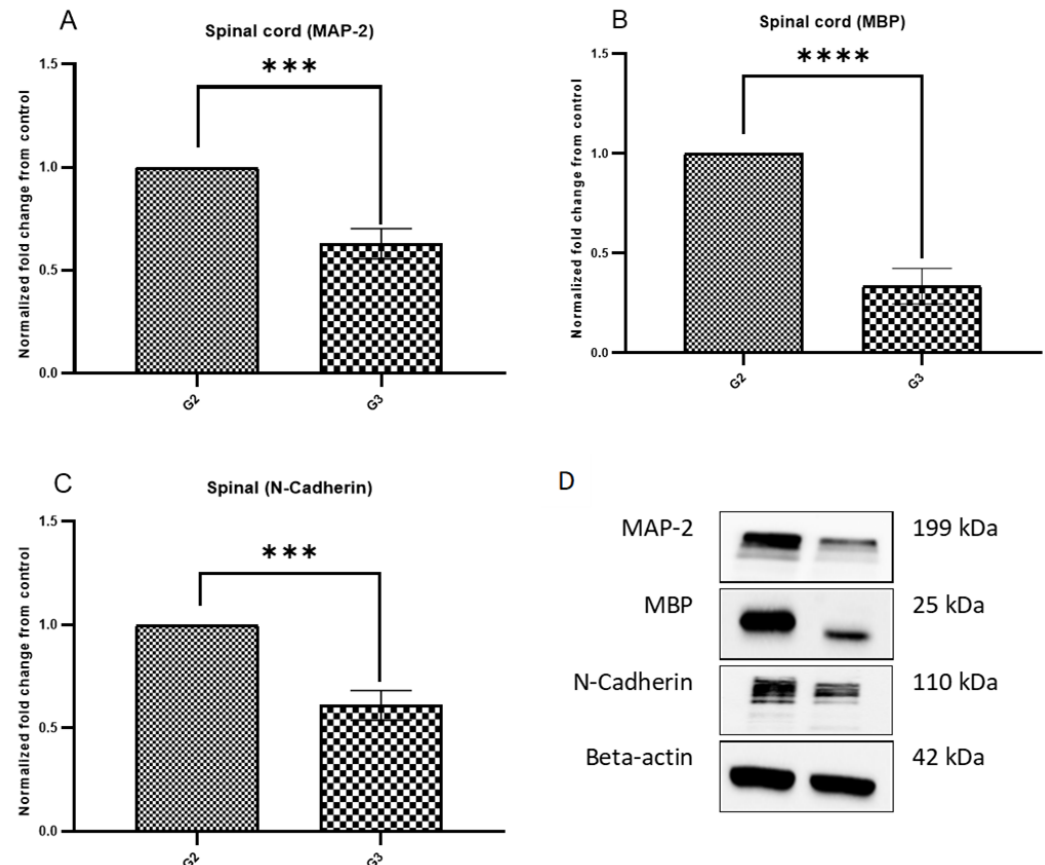 A
Spinal cord (MAP-2)
***
Normalized fold change from control
1.5
1.0
0.5
0.0
G2
G3
B
Spinal cord (MBP)
****
Normalized fold change from control
1.5
1.0
0.5
0.0
G2
G3
C
Spinal (N-Cadherin)
***
Normalized fold change from control
1.5
1.0
0.5
0.0
G2
G3
D
MAP-2 199 kDa
MBP 25 kDa
N-Cadherin 110 kDa
Beta-actin 42 kDa